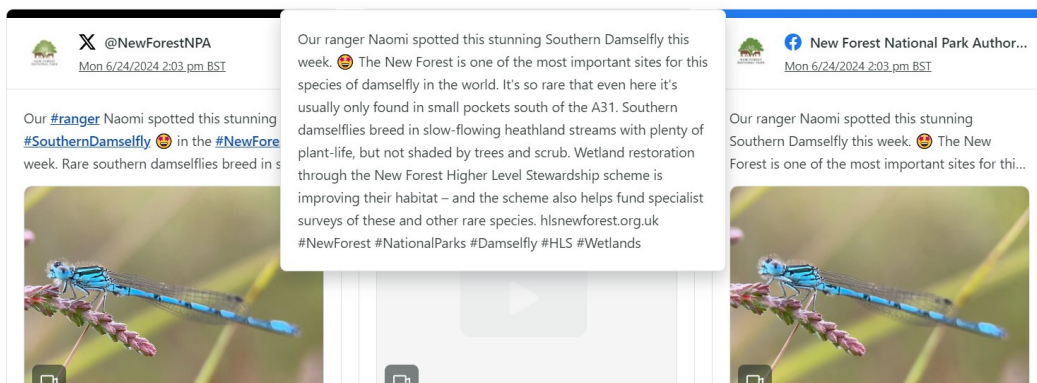 @NewForestNPA
Mon 6/24/2024 2:03 pm BST
Our #ranger Naomi spotted this stunning
#SouthernDamselfly 🤩 in the #NewFore
week. Rare southern damselflies breed in s
Our ranger Naomi spotted this stunning Southern Damselfly this
week. 🤩 The New Forest is one of the most important sites for this
species of damselfly in the world. It's so rare that even here it's
usually only found in small pockets south of the A31. Southern
damselflies breed in slow-flowing heathland streams with plenty of
plant-life, but not shaded by trees and scrub. Wetland restoration
through the New Forest Higher Level Stewardship scheme is
improving their habitat – and the scheme also helps fund specialist
surveys of these and other rare species. hlsnewforest.org.uk
#NewForest #NationalParks #Damselfly #HLS #Wetlands
New Forest National Park Author...
Mon 6/24/2024 2:03 pm BST
Our ranger Naomi spotted this stunning
Southern Damselfly this week. 🤩 The New
Forest is one of the most important sites for thi...